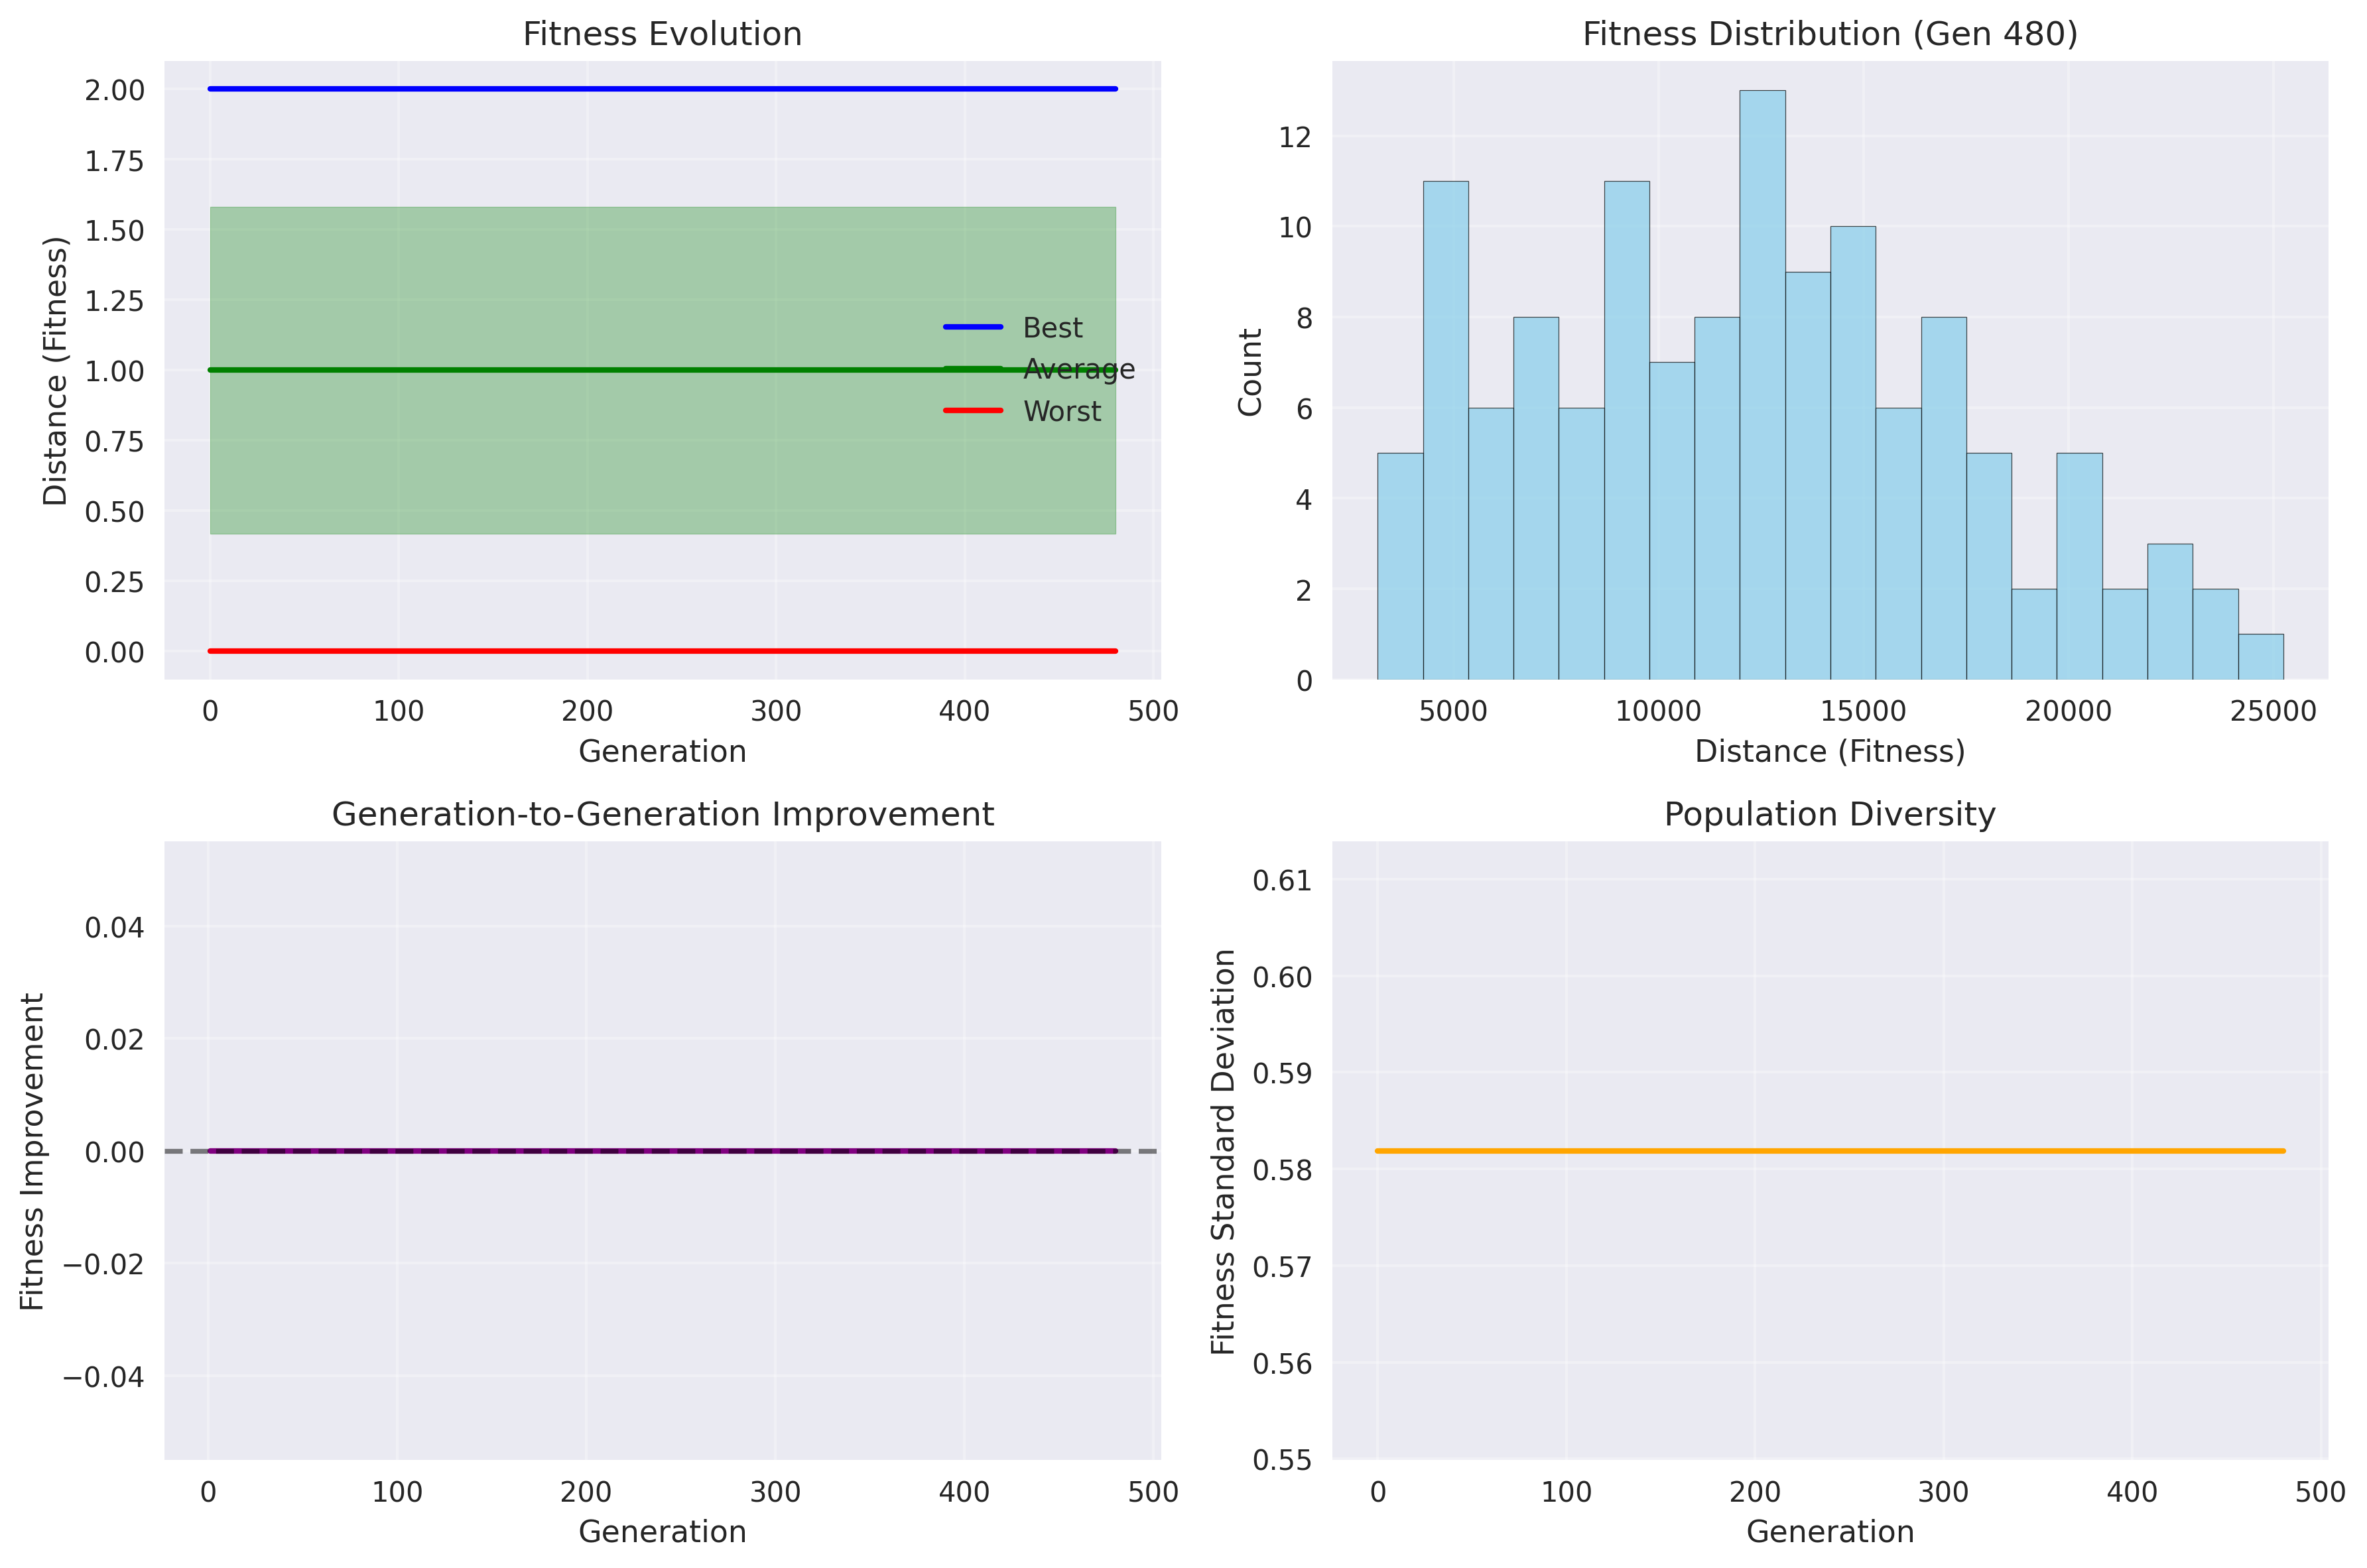 Fitness Evolution
Distance (Fitness)
2.00
1.75
1.50
1.25
1.00
0.75
0.50
0.25
0.00
Best
Average
Worst
0 100 200 300 400 500
Generation
Fitness Distribution (Gen 480)
Count
12
10
8
6
4
2
0
5000 10000 15000 20000 25000
Distance (Fitness)
Generation-to-Generation Improvement
Fitness Improvement
0.04
0.02
0.00
−0.02
−0.04
0 100 200 300 400 500
Generation
Population Diversity
Fitness Standard Deviation
0.61
0.60
0.59
0.58
0.57
0.56
0.55
0 100 200 300 400 500
Generation